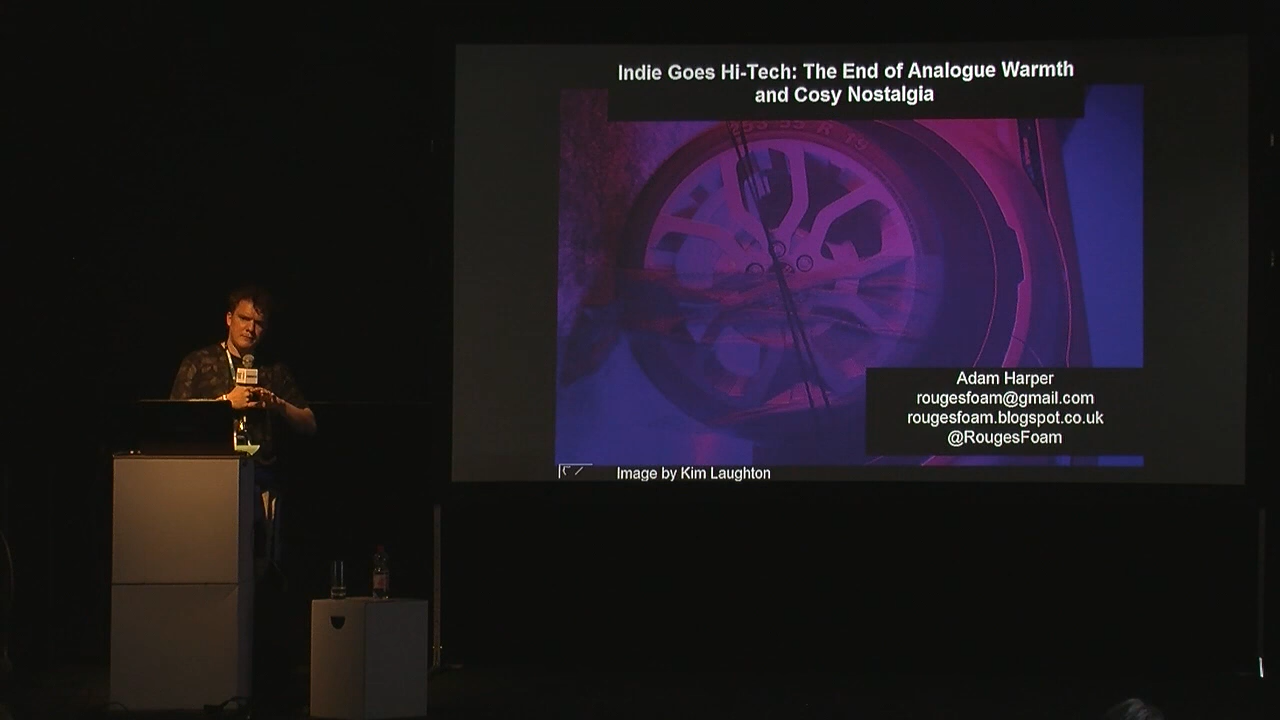 Indie Goes Hi-Tech: The End of Analogue Warmth
and Cosy Nostalgia
Adam Harper
rougesfoam@gmail.com
rougesfoam.blogspot.co.uk
@RougesFoam
Image by Kim Laughton